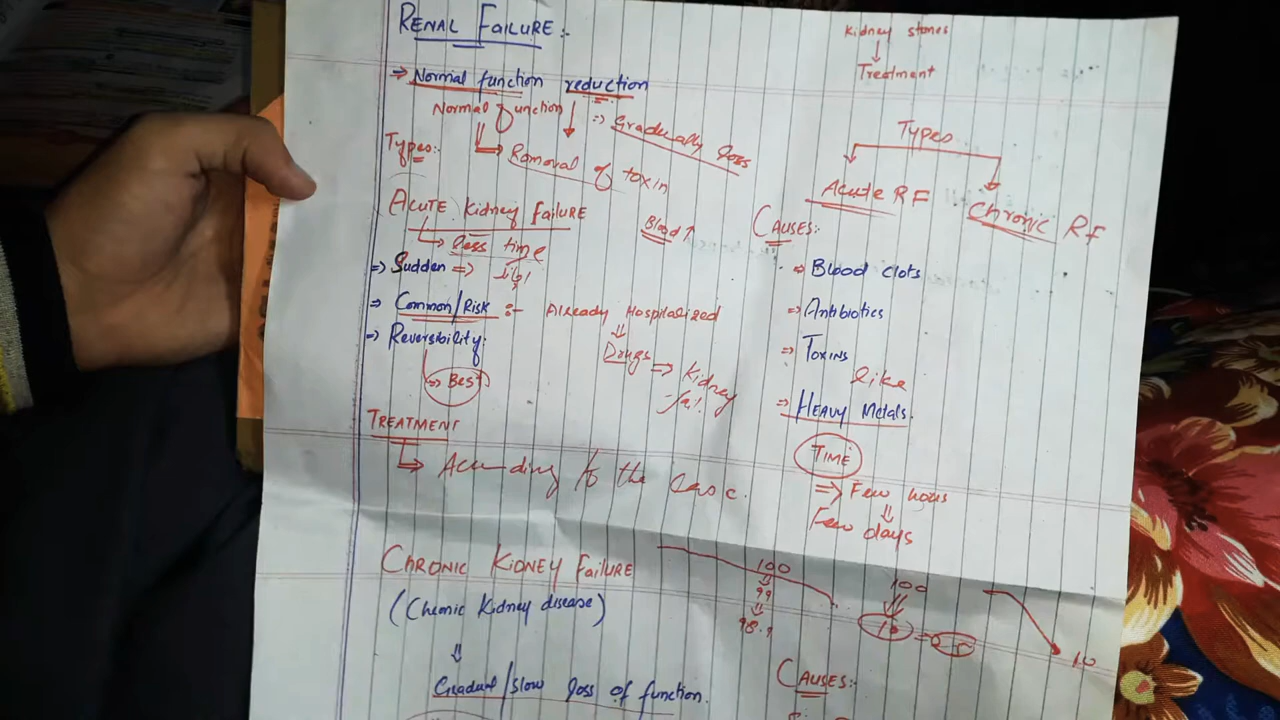 RENAL FAILURE:-
Kidney stones
↓
Treatment
⇒ Normal function reduction
Normal function
⇒ Gradually loss
Removal of toxin
Types:-
Types
Acute RF
Chronic RF
ACUTE Kidney FAILURE
Less time
Blood ↑
⇒ Sudden ⇒
⇒ Common/Risk :- Already Hospitalized
⇓
Drugs ⇒ Kidney
⇒ Reversibility:
⇒ Best
TREATMENT
According to the case.
CAUSES:-
⇒ Blood clots
⇒ Antibiotics
⇒ Toxins
like
⇒ HEAVY Metals.
TIME
⇒ Few hours
⇓
Few days
CHRONIC KIDNEY FAILURE
(Chronic Kidney disease)
⇓
Gradual/slow loss of function.
100
⇓
99
⇓
98.9
100
10
10
CAUSES:-